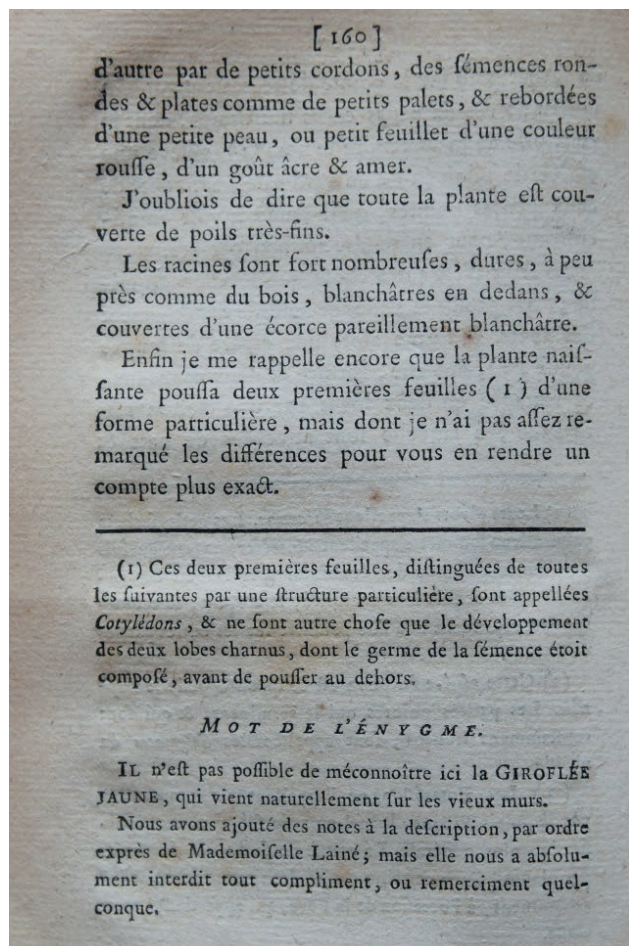 [ 160 ]
d'autre par de petits cordons, des ſémences ron-
des & plates comme de petits palets, & rebordées
d'une petite peau, ou petit feuillet d'une couleur
rouſſe, d'un goût âcre & amer.
J'oubliois de dire que toute la plante eſt cou-
verte de poils très-fins.
Les racines ſont fort nombreuſes, dures, à peu
près comme du bois, blanchâtres en dedans, &
couvertes d'une écorce pareillement blanchâtre.
Enfin je me rappelle encore que la plante naiſ-
ſante pouſſa deux premières feuilles ( 1 ) d'une
forme particulière, mais dont je n'ai pas aſſez re-
marqué les différences pour vous en rendre un
compte plus exact.
(1) Ces deux premières feuilles, diſtinguées de toutes
les ſuivantes par une ſtructure particulière, ſont appellées
Cotylédons, & ne ſont autre choſe que le développement
des deux lobes charnus, dont le germe de la ſémence étoit
compoſé, avant de pouſſer au dehors.
MOT DE L'ÉNYGME.
IL n'eſt pas poſſible de méconnoître ici la GIROFLÉE
JAUNE, qui vient naturellement ſur les vieux murs.
Nous avons ajouté des notes à la deſcription, par ordre
exprès de Mademoiſelle Lainé; mais elle nous a abſolu-
ment interdit tout compliment, ou remerciment quel-
conque.